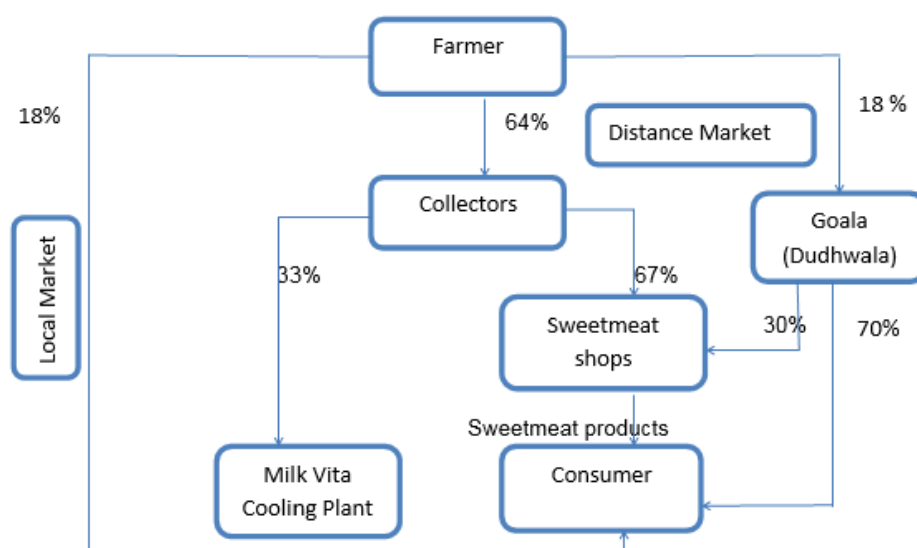 Farmer
18%
18 %
64%
Distance Market
Collectors
Goala
(Dudhwala)
Local Market
33%
67%
Sweetmeat
shops
30%
70%
Sweetmeat products
Milk Vita
Cooling Plant
Consumer